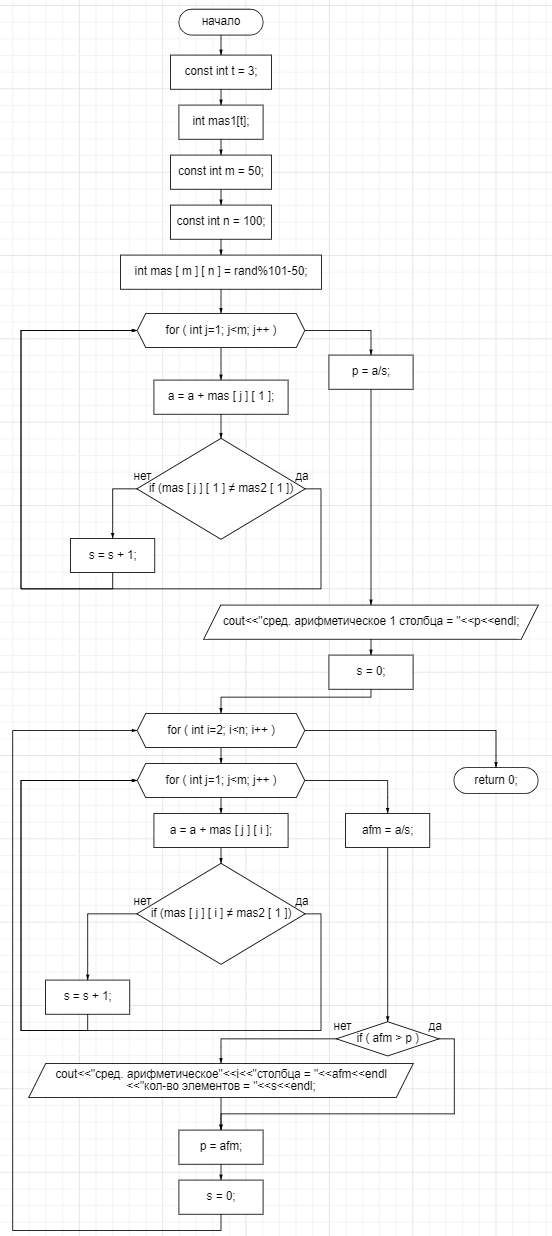 начало
const int t = 3;
int mas1[t];
const int m = 50;
const int n = 100;
int mas [ m ] [ n ] = rand%101-50;
for ( int j=1; j<m; j++ )
p = a/s;
a = a + mas [ j ] [ 1 ];
нет
да
if (mas [ j ] [ 1 ] ≠ mas2 [ 1 ])
s = s + 1;
cout<<"сред. арифметическое 1 столбца = "<<p<<endl;
s = 0;
for ( int i=2; i<n; i++ )
for ( int j=1; j<m; j++ )
return 0;
a = a + mas [ j ] [ i ];
afm = a/s;
нет
да
if (mas [ j ] [ i ] ≠ mas2 [ 1 ])
s = s + 1;
нет
да
if ( afm > p )
cout<<"сред. арифметическое"<<i<<"столбца = "<<afm<<endl
<<"кол-во элементов = "<<s<<endl;
p = afm;
s = 0;